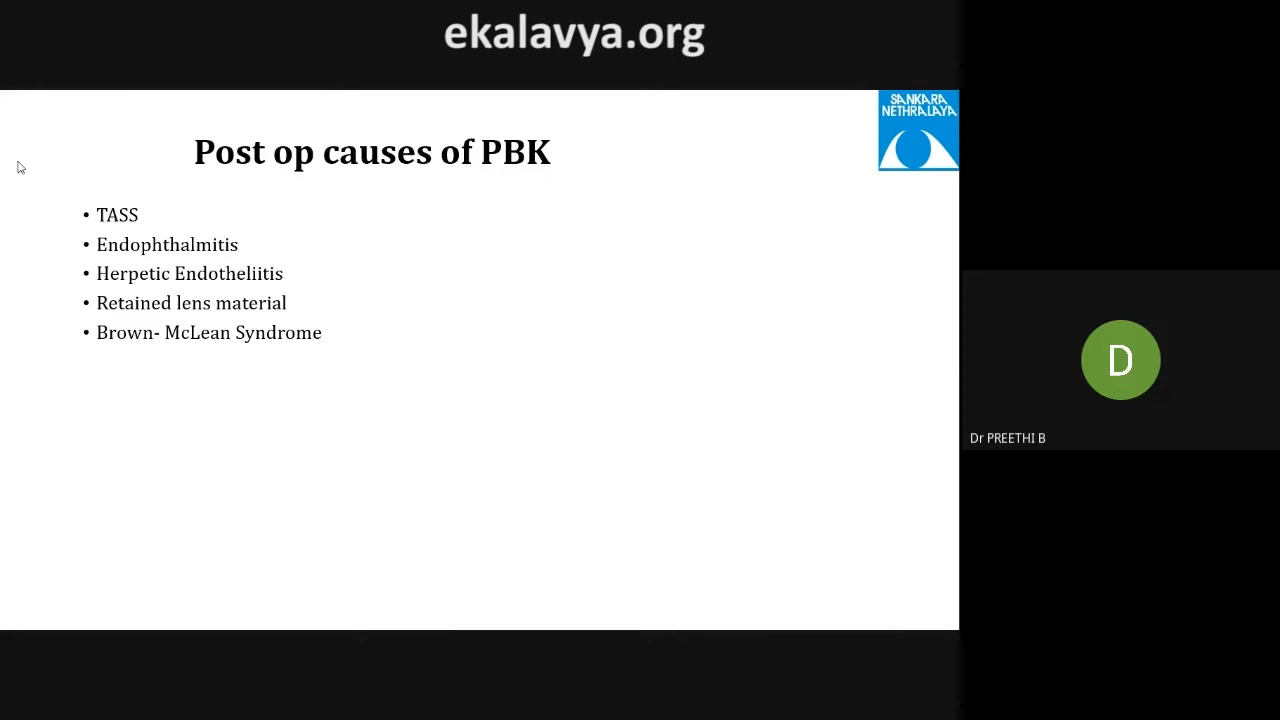 ekalavya.org
SANKARA
NETHRALAYA
Post op causes of PBK
• TASS
• Endophthalmitis
• Herpetic Endotheliitis
• Retained lens material
• Brown- McLean Syndrome
D
Dr PREETHI B